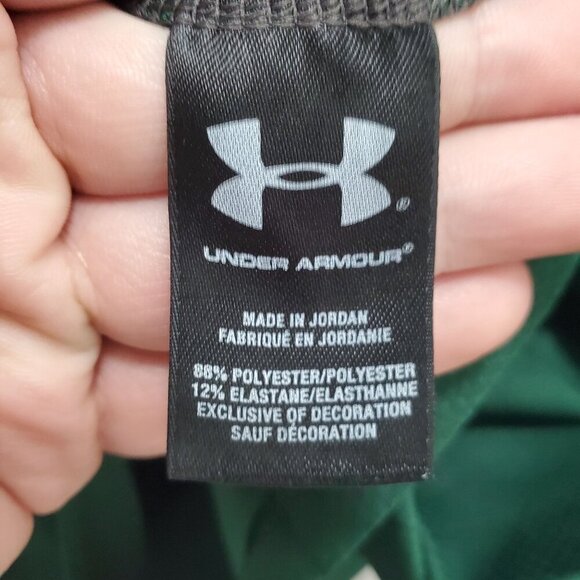 UNDER ARMOUR®
MADE IN JORDAN
FABRIQUÉ EN JORDANIE
88% POLYESTER/POLYESTER
12% ELASTANE/ELASTHANNE
EXCLUSIVE OF DECORATION
SAUF DÉCORATION